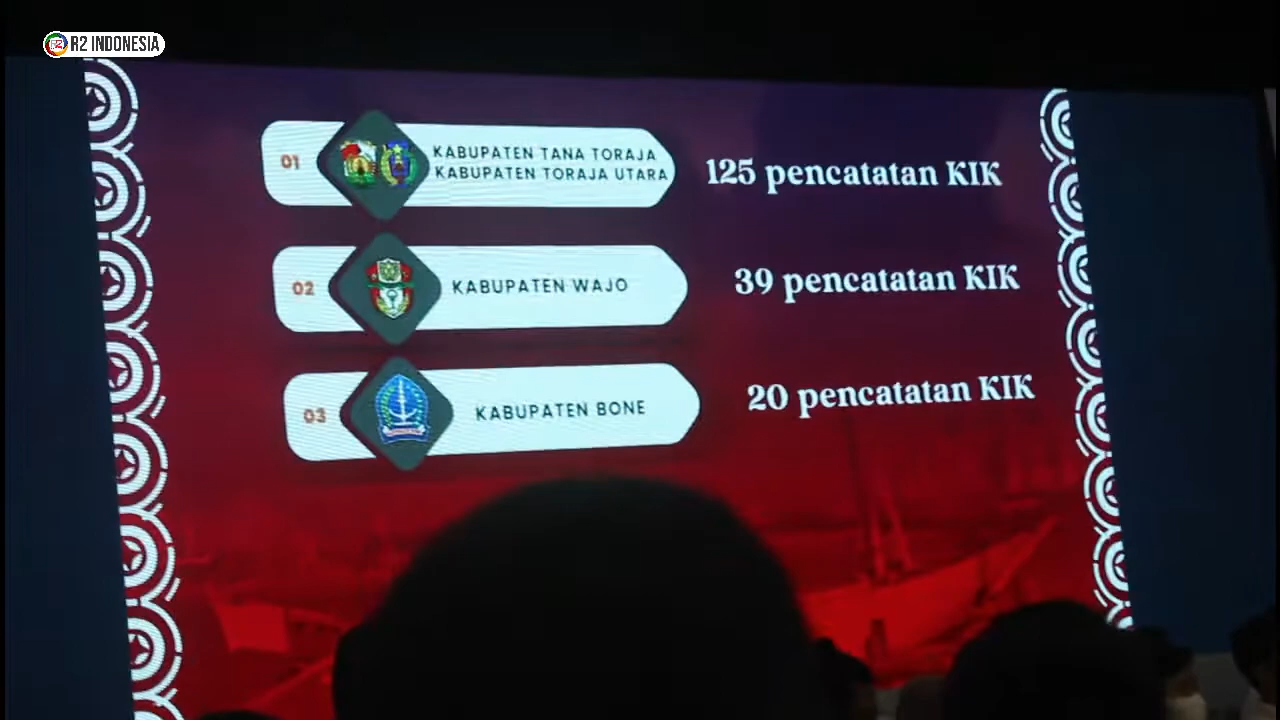 R2 INDONESIA
01
KABUPATEN TANA TORAJA
KABUPATEN TORAJA UTARA
125 pencatatan KIK
02
KABUPATEN WAJO
39 pencatatan KIK
03
KABUPATEN BONE
20 pencatatan KIK